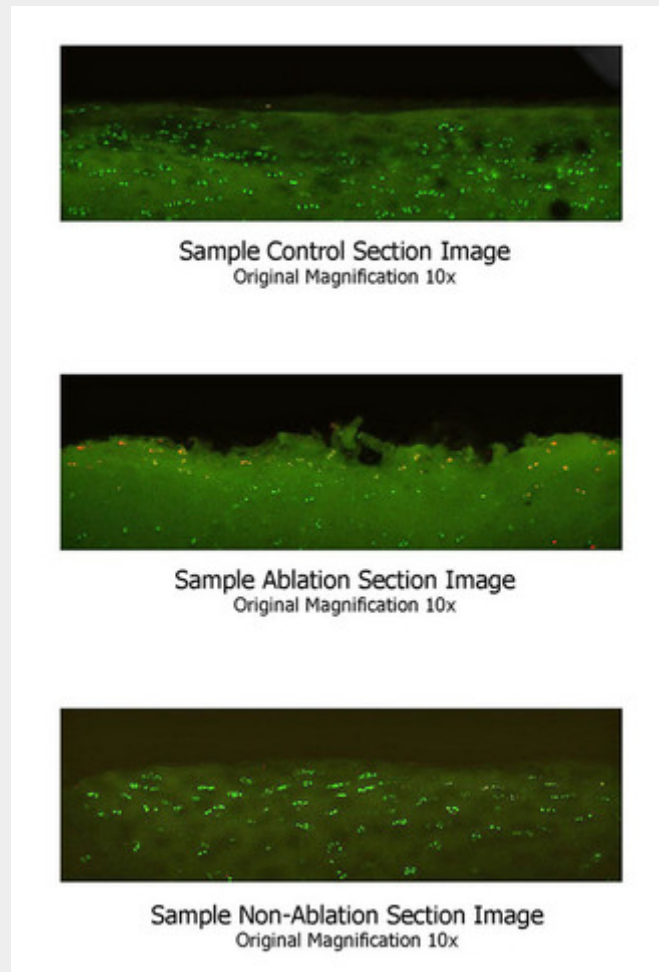 Sample Control Section Image
Original Magnification 10x
Sample Ablation Section Image
Original Magnification 10x
Sample Non-Ablation Section Image
Original Magnification 10x